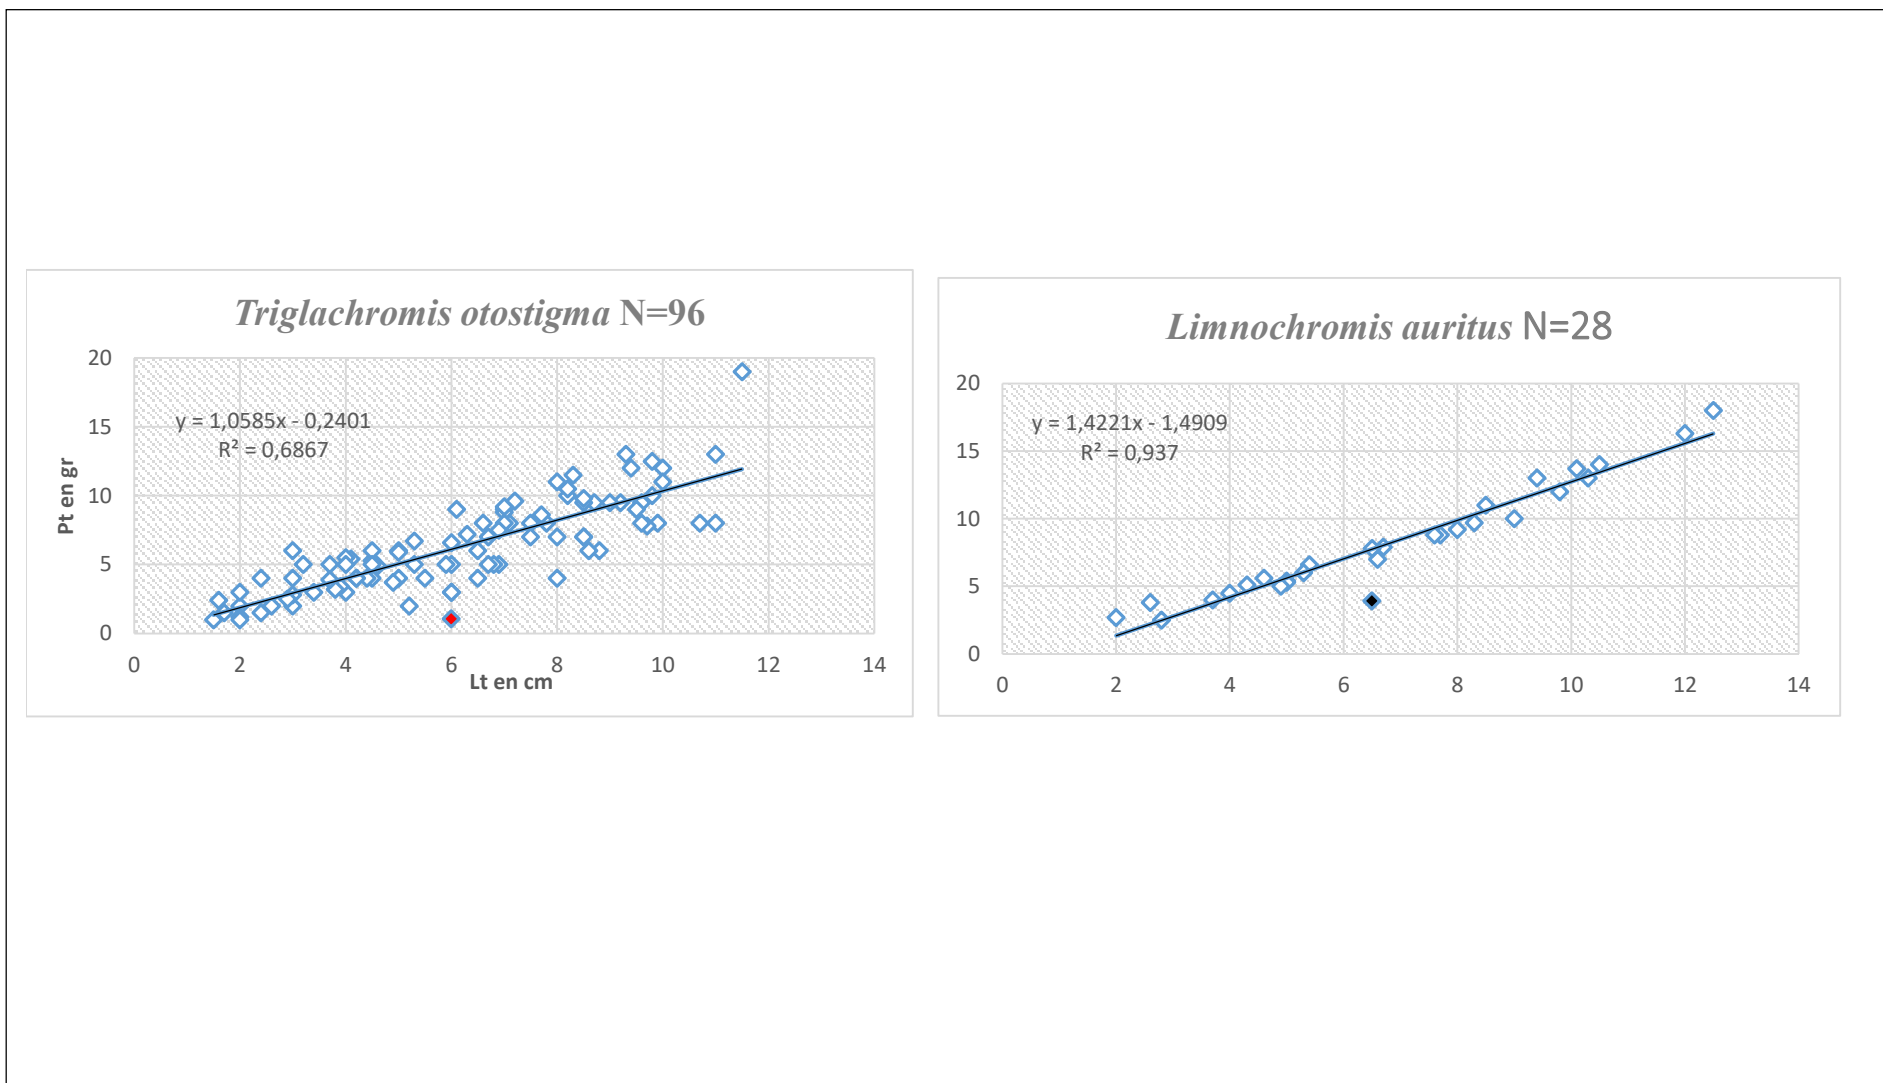 Triglachromis otostigma N=96
20
15
10
5
0
y = 1,0585x - 0,2401
R² = 0,6867
Pt en gr
0 2 4 6 8 10 12 14
Lt en cm
Limnochromis auritus N=28
20
15
10
5
0
y = 1,4221x - 1,4909
R² = 0,937
0 2 4 6 8 10 12 14